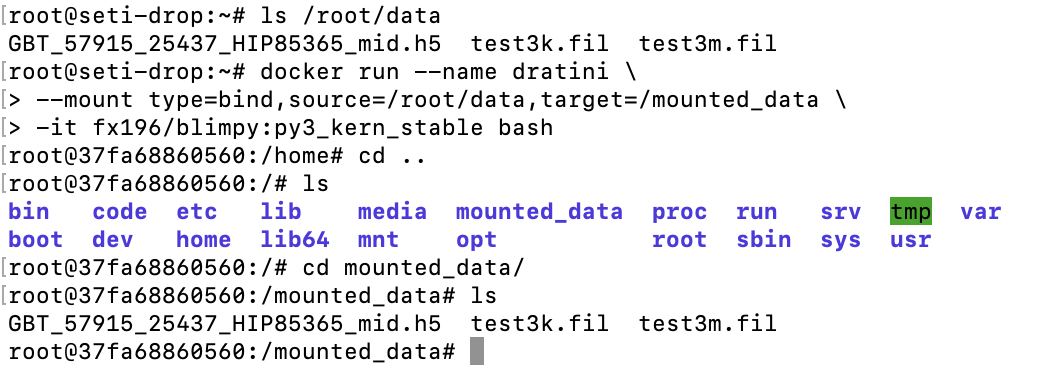 [root@seti-drop:~# ls /root/data
GBT_57915_25437_HIP85365_mid.h5  test3k.fil  test3m.fil
[root@seti-drop:~# docker run --name dratini \
[> --mount type=bind,source=/root/data,target=/mounted_data \
[> -it fx196/blimpy:py3_kern_stable bash
[root@37fa68860560:/home# cd ..
[root@37fa68860560:/# ls
bin   code  etc   lib    media  mounted_data  proc  run   srv  tmp  var
boot  dev   home  lib64  mnt    opt           root  sbin  sys  usr
[root@37fa68860560:/# cd mounted_data/
[root@37fa68860560:/mounted_data# ls
GBT_57915_25437_HIP85365_mid.h5  test3k.fil  test3m.fil
root@37fa68860560:/mounted_data#